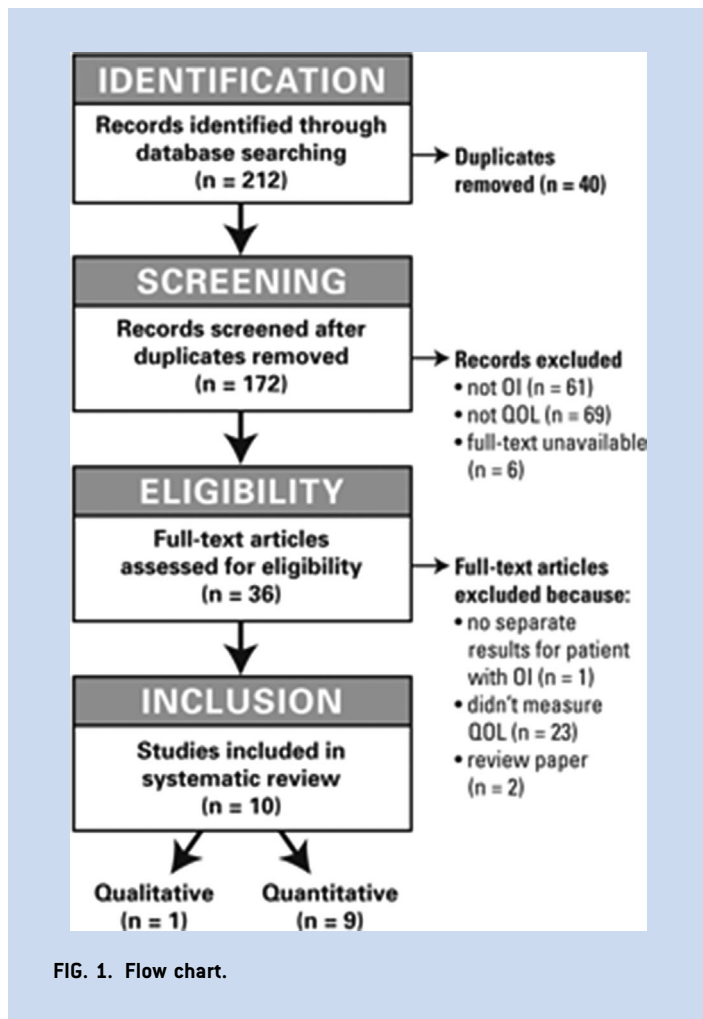 IDENTIFICATION
Records identified through
database searching
(n = 212)
Duplicates
removed (n = 40)
SCREENING
Records screened after
duplicates removed
(n = 172)
Records excluded
• not OI (n = 61)
• not QOL (n = 69)
• full-text unavailable
(n = 6)
ELIGIBILITY
Full-text articles
assessed for eligibility
(n = 36)
Full-text articles
excluded because:
• no separate
results for patient
with OI (n = 1)
• didn't measure
QOL (n = 23)
• review paper
(n = 2)
INCLUSION
Studies included in
systematic review
(n = 10)
Qualitative
(n = 1)
Quantitative
(n = 9)
FIG. 1. Flow chart.